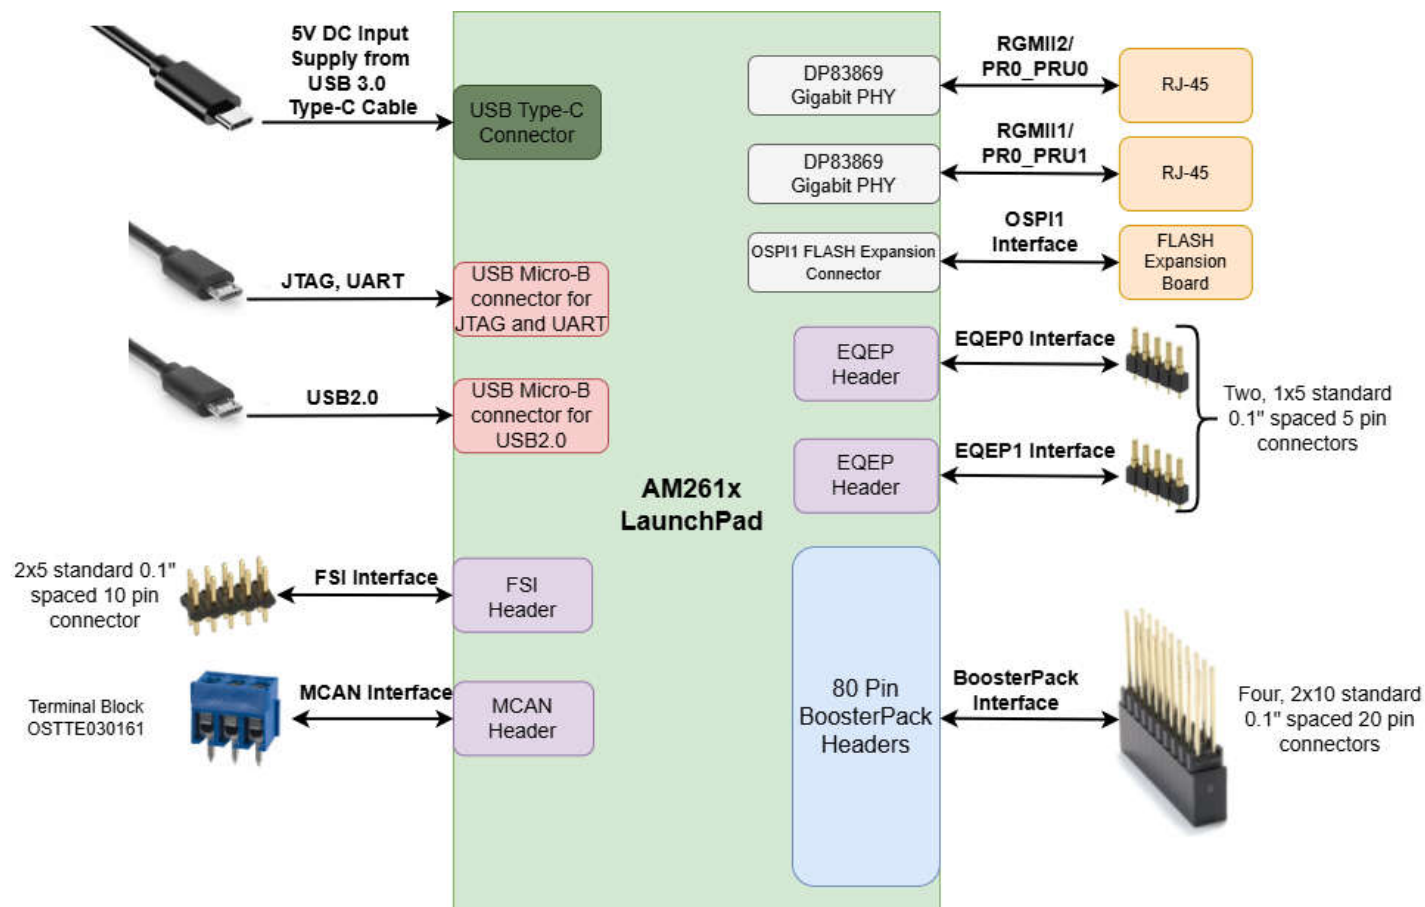 5V DC Input
Supply from
USB 3.0
Type-C Cable
USB Type-C
Connector
JTAG, UART
USB Micro-B
connector for
JTAG and UART
USB2.0
USB Micro-B
connector for
USB2.0
2x5 standard 0.1"
spaced 10 pin
connector
FSI Interface
FSI
Header
Terminal Block
OSTTE030161
MCAN Interface
MCAN
Header
AM261x
LaunchPad
DP83869
Gigabit PHY
RGMII2/
PR0_PRU0
RJ-45
DP83869
Gigabit PHY
RGMII1/
PR0_PRU1
RJ-45
OSPI1 FLASH Expansion
Connector
OSPI1
Interface
FLASH
Expansion
Board
EQEP
Header
EQEP0 Interface
EQEP
Header
EQEP1 Interface
Two, 1x5 standard
0.1" spaced 5 pin
connectors
80 Pin
BoosterPack
Headers
BoosterPack
Interface
Four, 2x10 standard
0.1" spaced 20 pin
connectors